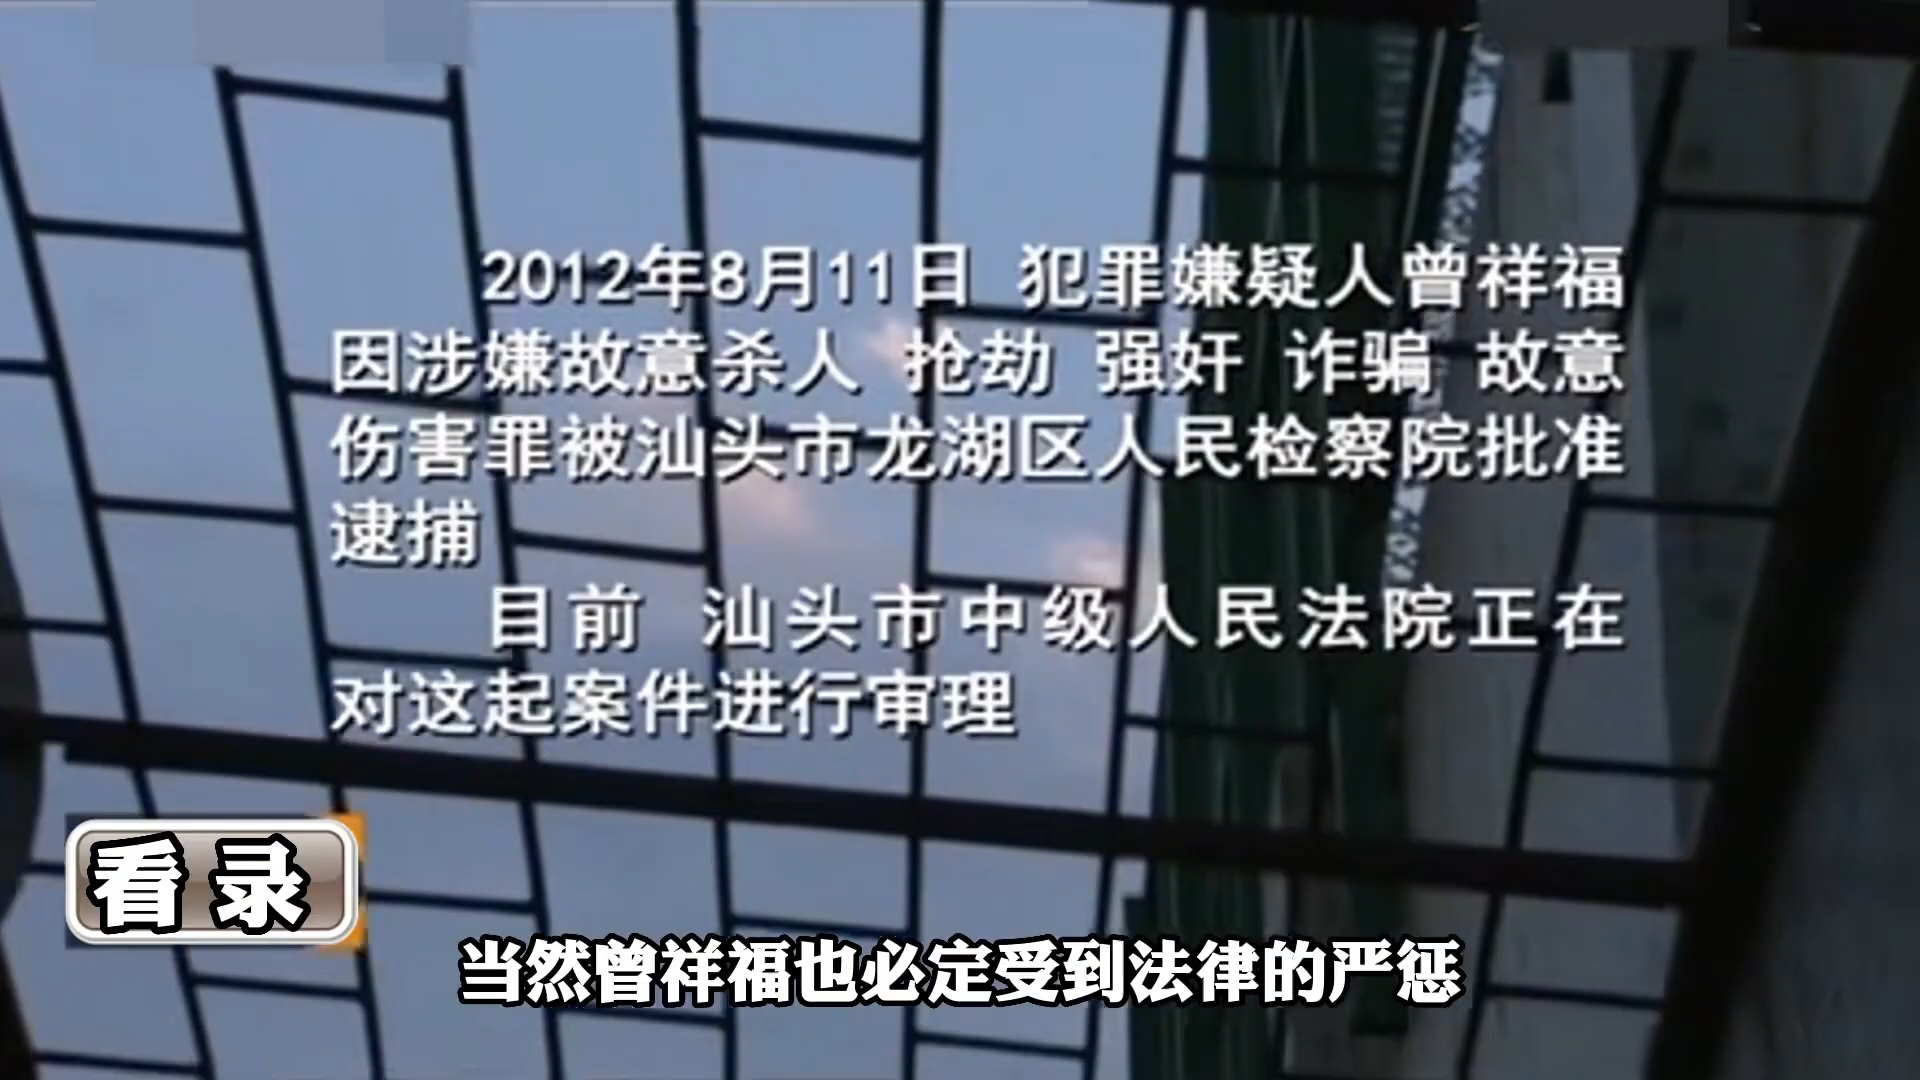 2012年8月11日 犯罪嫌疑人曾祥福
因涉嫌故意杀人 抢劫 强奸 诈骗 故意
伤害罪被汕头市龙湖区人民检察院批准
逮捕
目前 汕头市中级人民法院正在
对这起案件进行审理
看录
当然曾祥福也必定受到法律的严惩